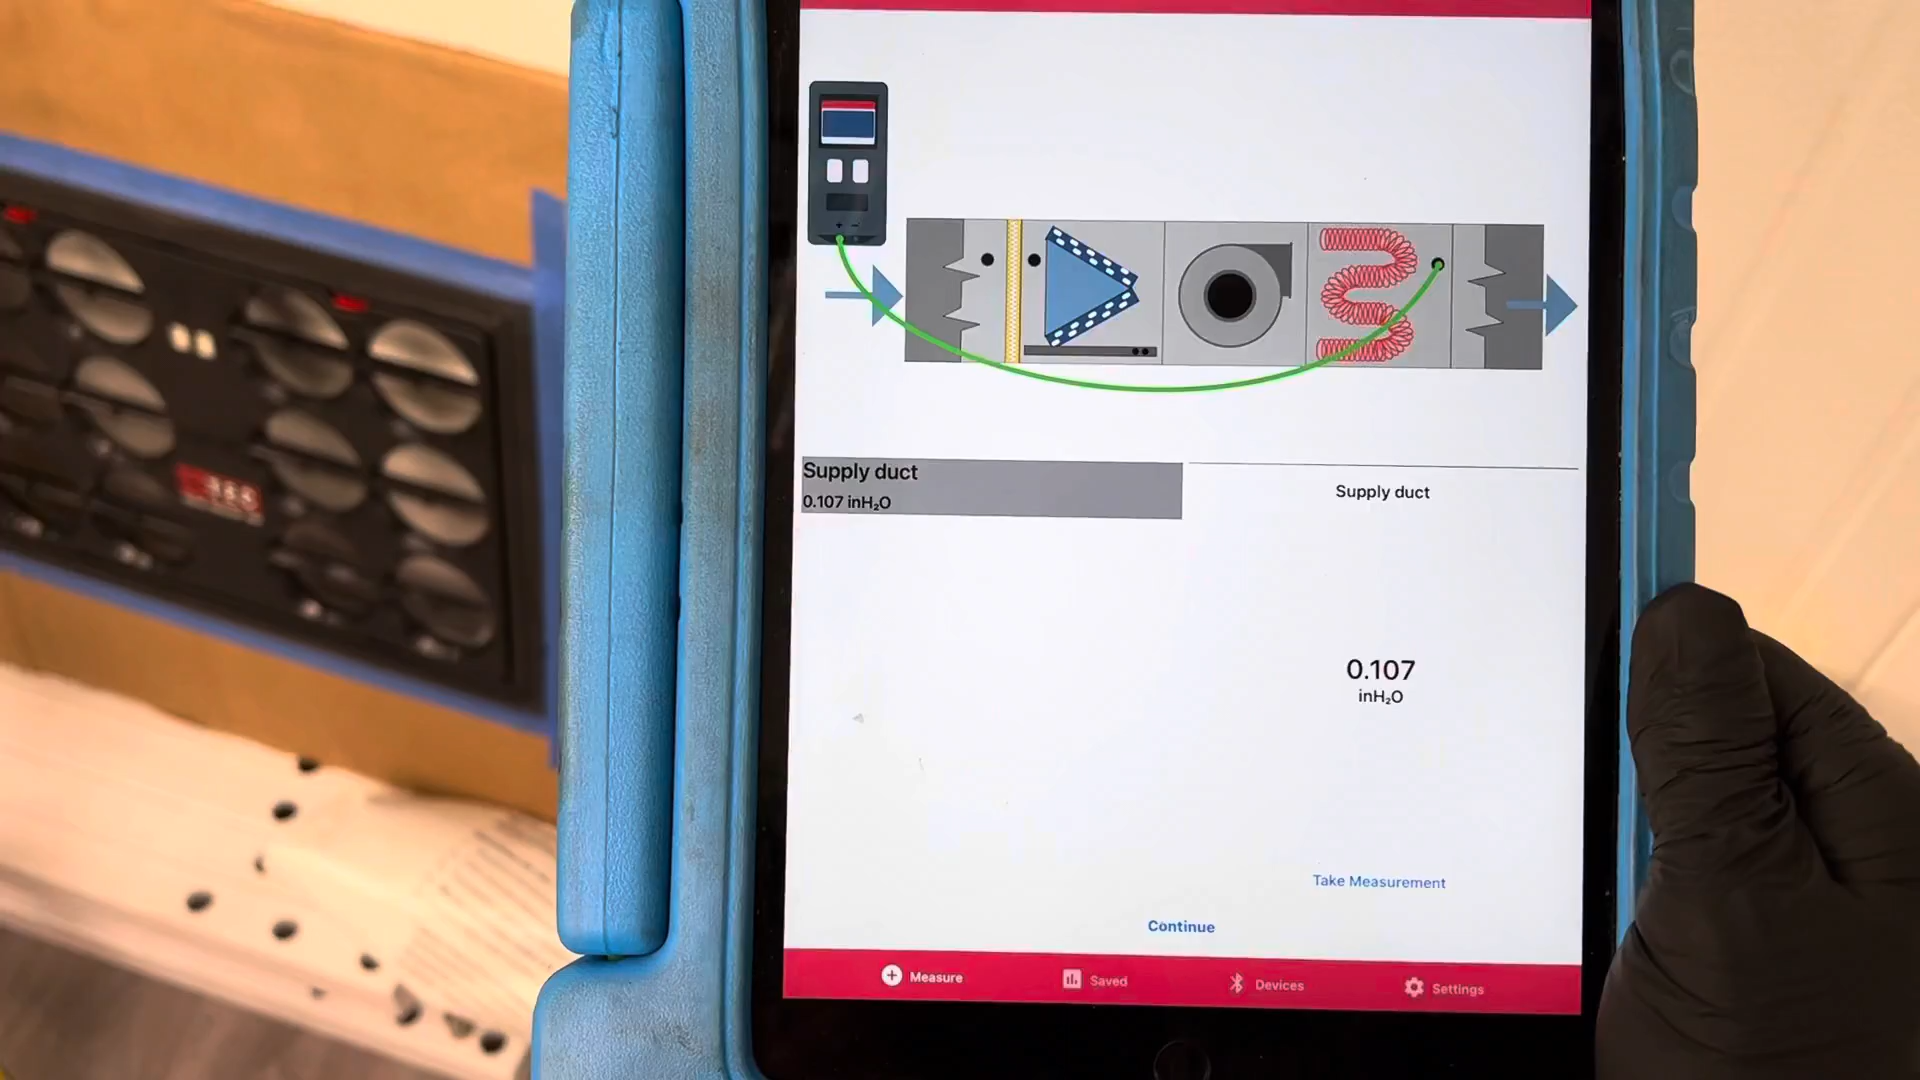 Supply duct
0.107 inH₂O
Supply duct
0.107
inH₂O
Take Measurement
Continue
Measure
Saved
Devices
Settings